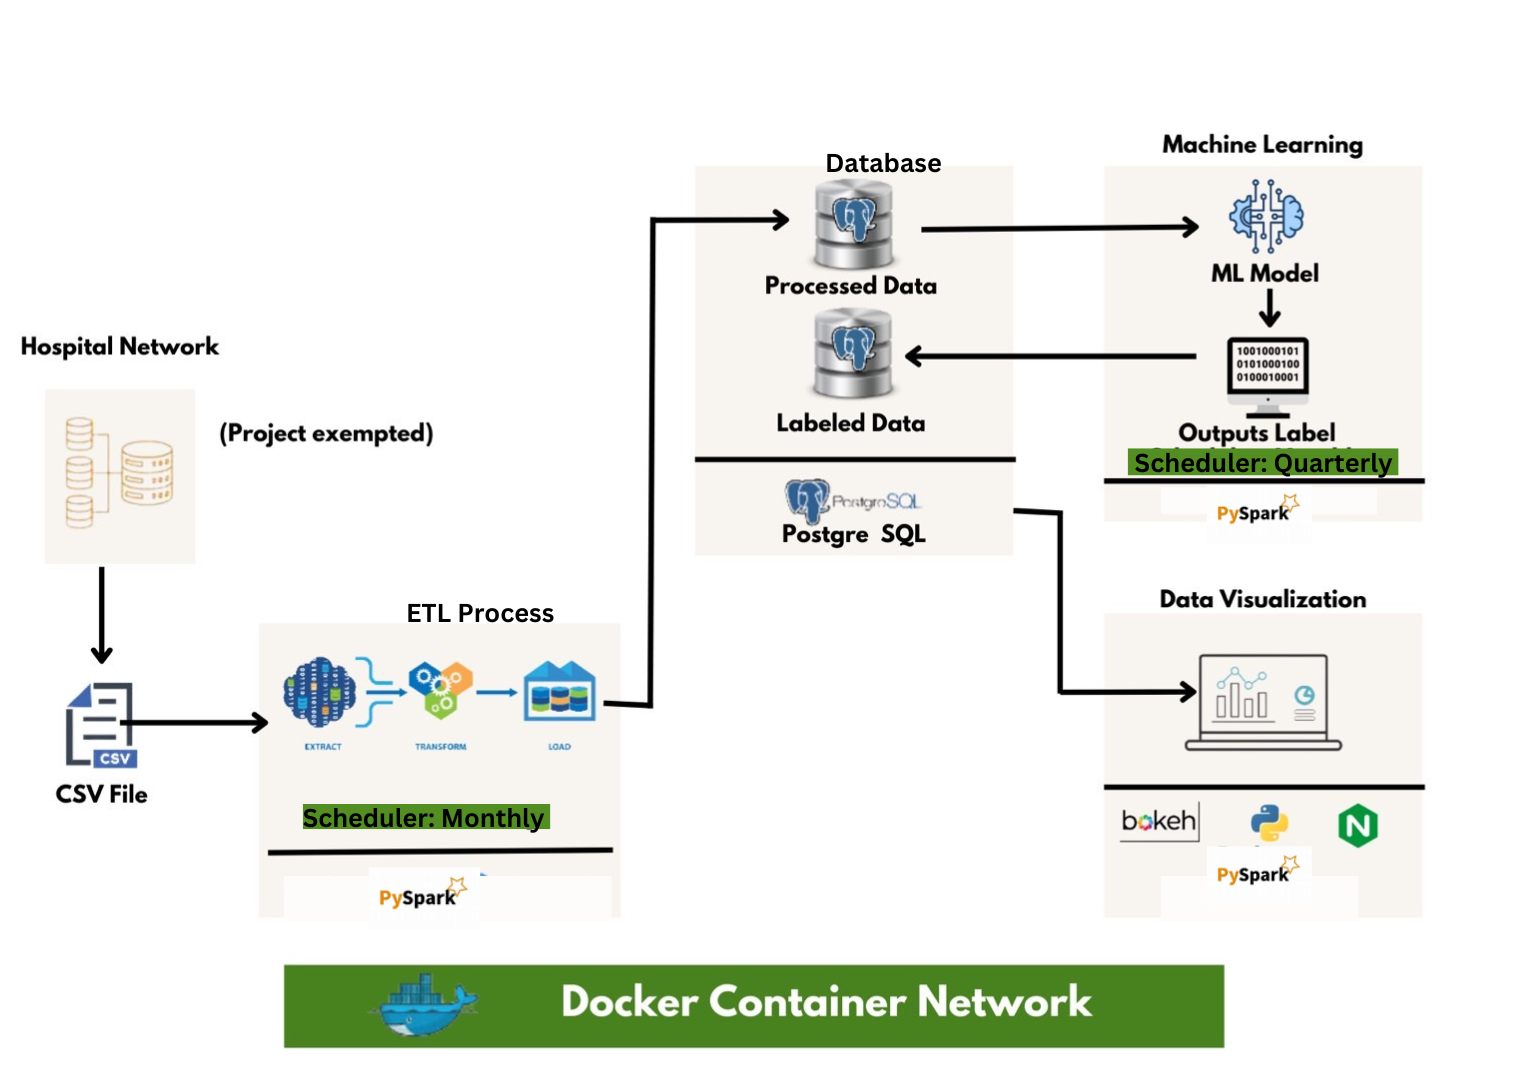 Hospital Network
(Project exempted)
CSV
CSV File
ETL Process
EXTRACT
TRANSFORM
LOAD
Scheduler: Monthly
PySpark
Database
Processed Data
Labeled Data
PostgreSQL
Postgre SQL
Machine Learning
ML Model
1001000101
0101000100
0100010001
Outputs Label
Scheduler: Quarterly
PySpark
Data Visualization
bokeh
N
PySpark
Docker Container Network